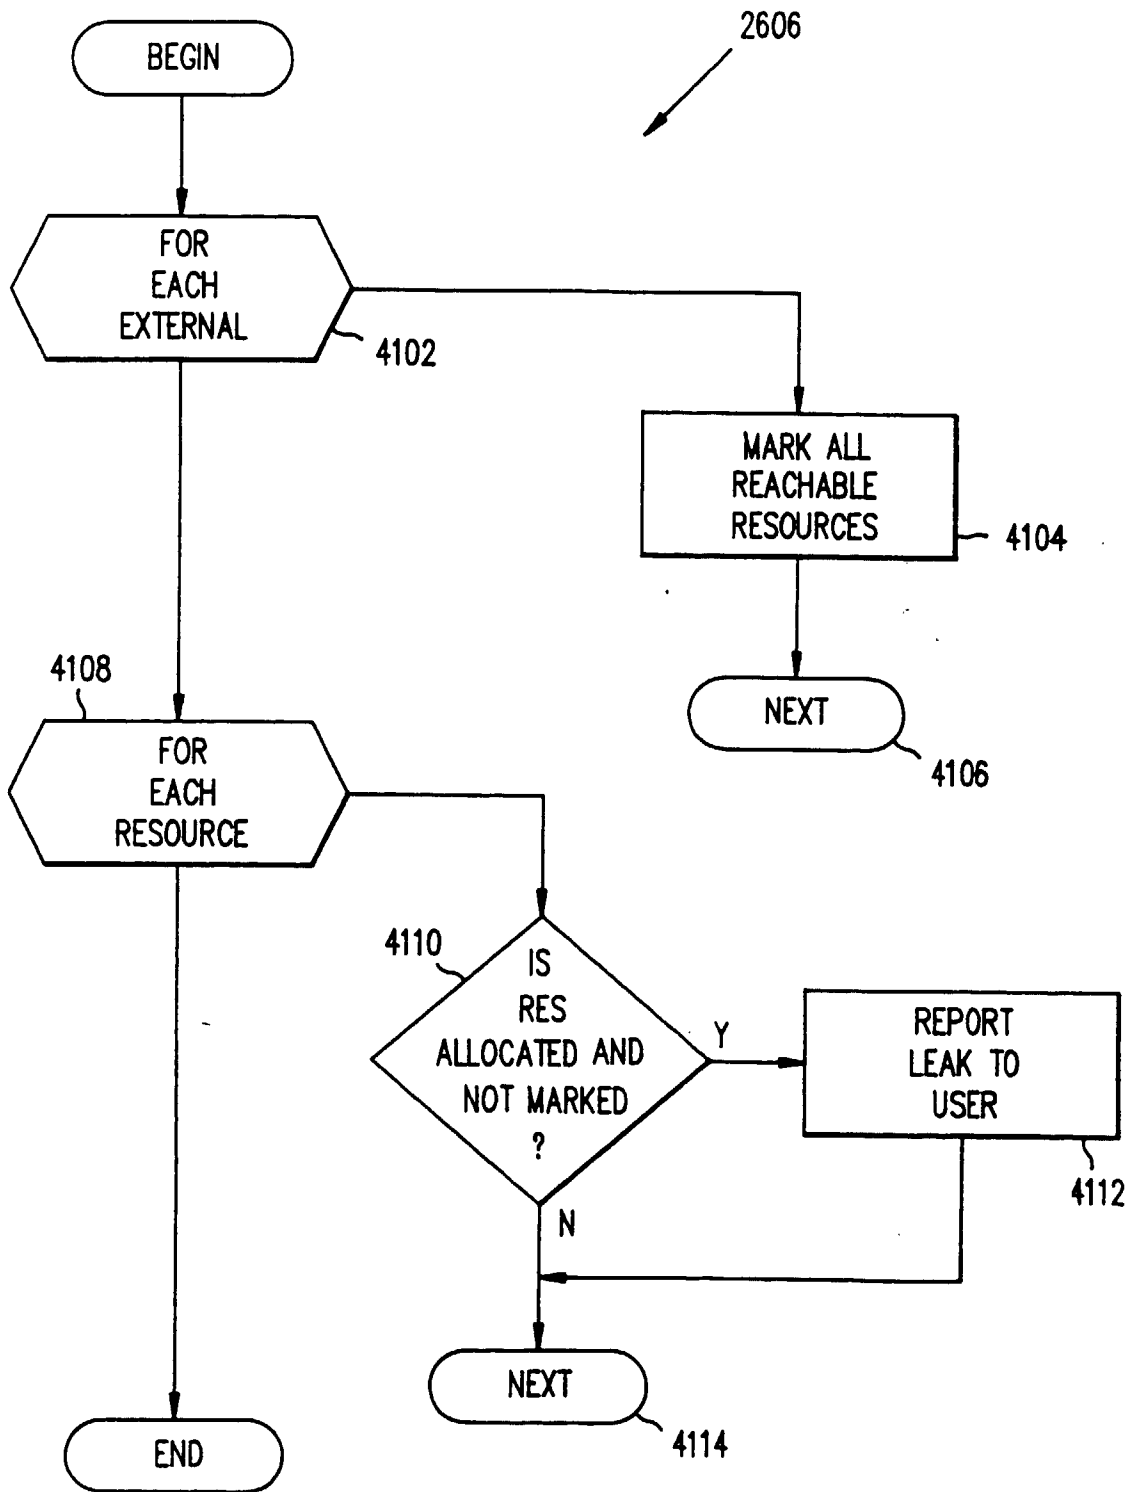 2606
BEGIN
FOR
EACH
EXTERNAL
4102
MARK ALL
REACHABLE
RESOURCES
4104
NEXT
4106
4108
FOR
EACH
RESOURCE
4110
IS
RES
ALLOCATED AND
NOT MARKED
?
Y
REPORT
LEAK TO
USER
4112
N
NEXT
4114
END